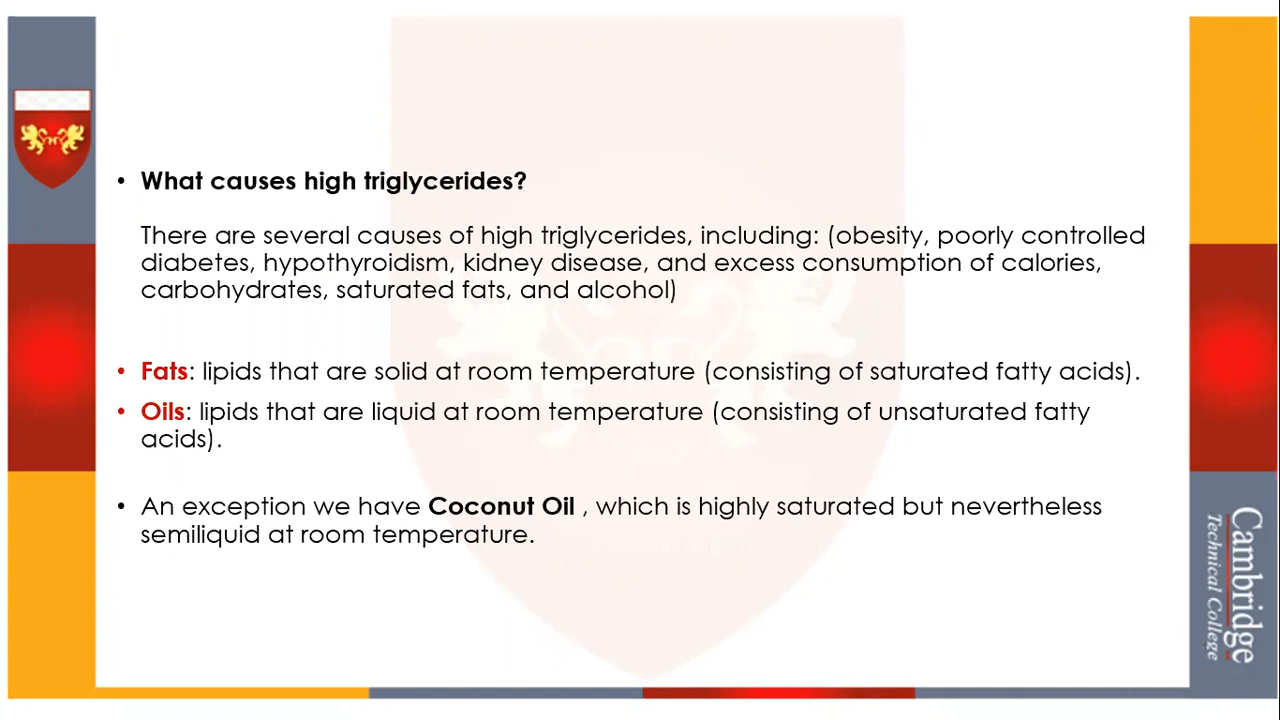 • What causes high triglycerides?
There are several causes of high triglycerides, including: (obesity, poorly controlled
diabetes, hypothyroidism, kidney disease, and excess consumption of calories,
carbohydrates, saturated fats, and alcohol)
• Fats: lipids that are solid at room temperature (consisting of saturated fatty acids).
• Oils: lipids that are liquid at room temperature (consisting of unsaturated fatty
acids).
• An exception we have Coconut Oil , which is highly saturated but nevertheless
semiliquid at room temperature.
Cambridge
Technical College